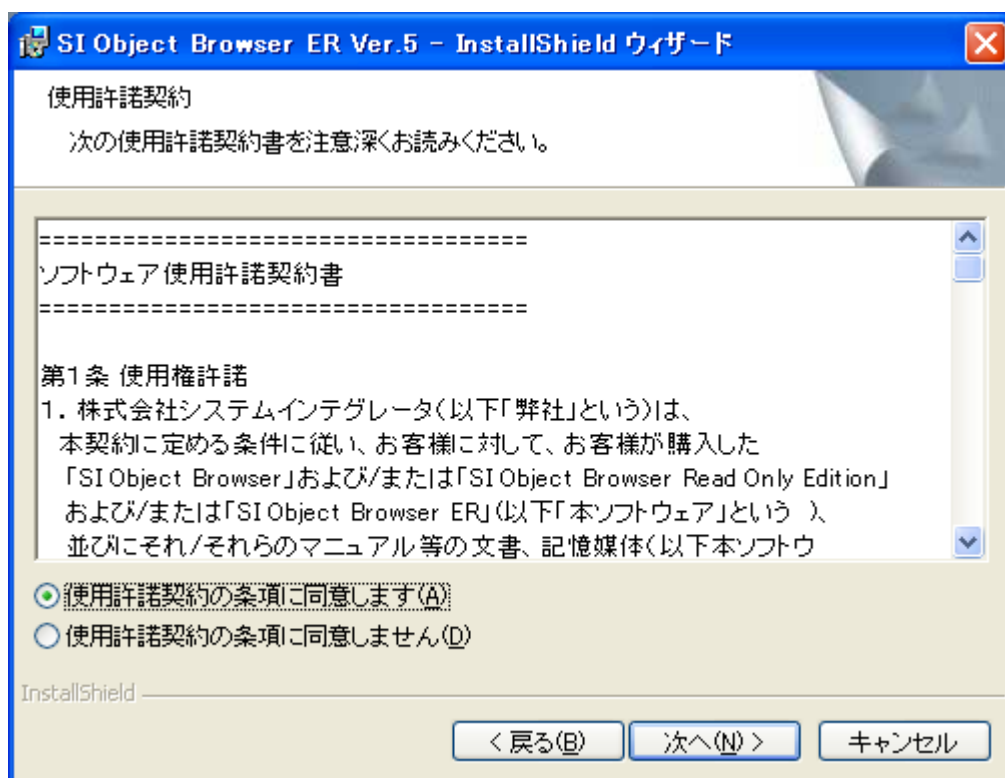 SI Object Browser ER Ver.5 - InstallShield ウィザード
使用許諾契約
次の使用許諾契約書を注意深くお読みください。
===================================
ソフトウェア使用許諾契約書
===================================
第1条 使用権許諾
1. 株式会社システムインテグレータ(以下「弊社」という)は、
本契約に定める条件に従い、お客様に対して、お客様が購入した
「SI Object Browser」および/または「SI Object Browser Read Only Edition」
および/または「SI Object Browser ER」(以下「本ソフトウェア」という )、
並びにそれ/それらのマニュアル等の文書、記憶媒体(以下本ソフトウ
使用許諾契約の条項に同意します(A)
使用許諾契約の条項に同意しません(D)
InstallShield
< 戻る(B)
次へ(N) >
キャンセル